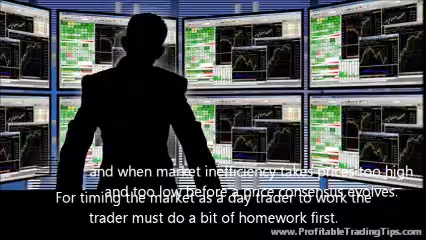 and when market inefficiency takes prices too high
and too low before a price consensus evolves.
For timing the market as a day trader to work the
trader must do a bit of homework first.
www.ProfitableTradingTips.com